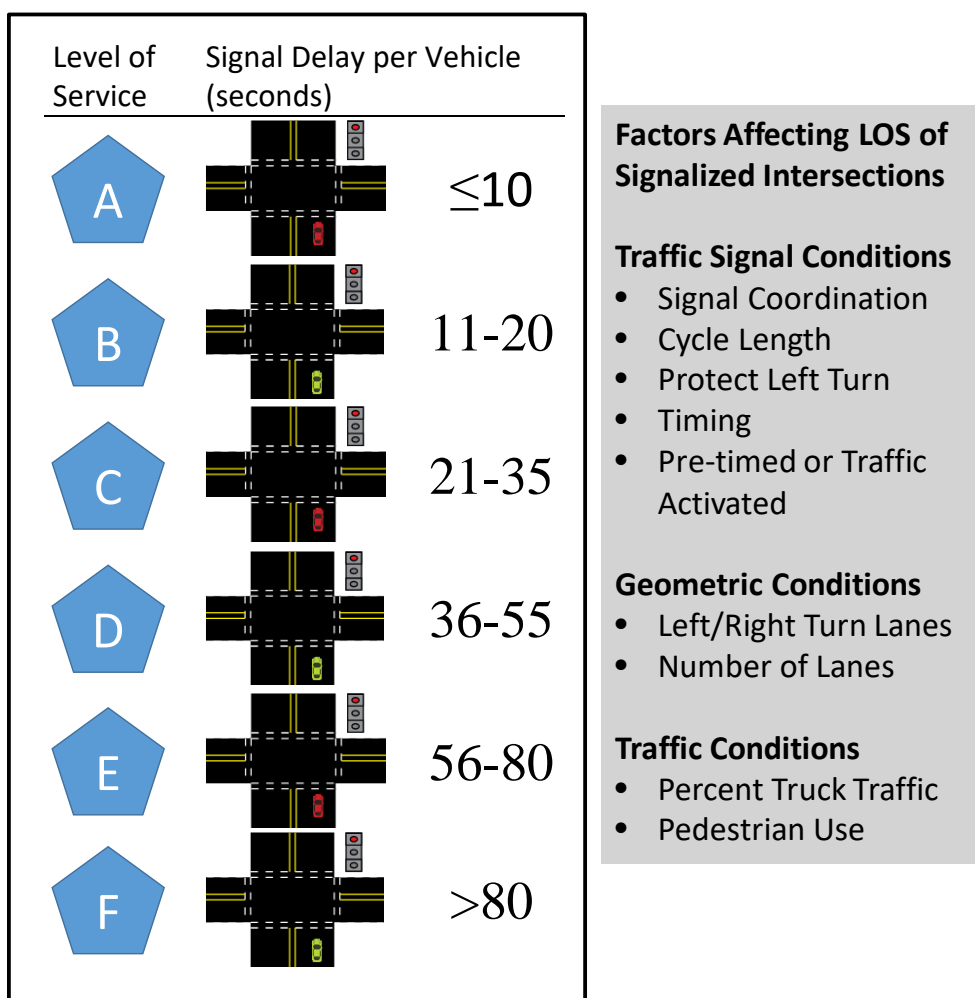 Level of Service
Signal Delay per Vehicle (seconds)
A
≤10
B
11-20
C
21-35
D
36-55
E
56-80
F
>80
Factors Affecting LOS of
Signalized Intersections
Traffic Signal Conditions
• Signal Coordination
• Cycle Length
• Protect Left Turn
• Timing
• Pre-timed or Traffic
Activated
Geometric Conditions
• Left/Right Turn Lanes
• Number of Lanes
Traffic Conditions
• Percent Truck Traffic
• Pedestrian Use